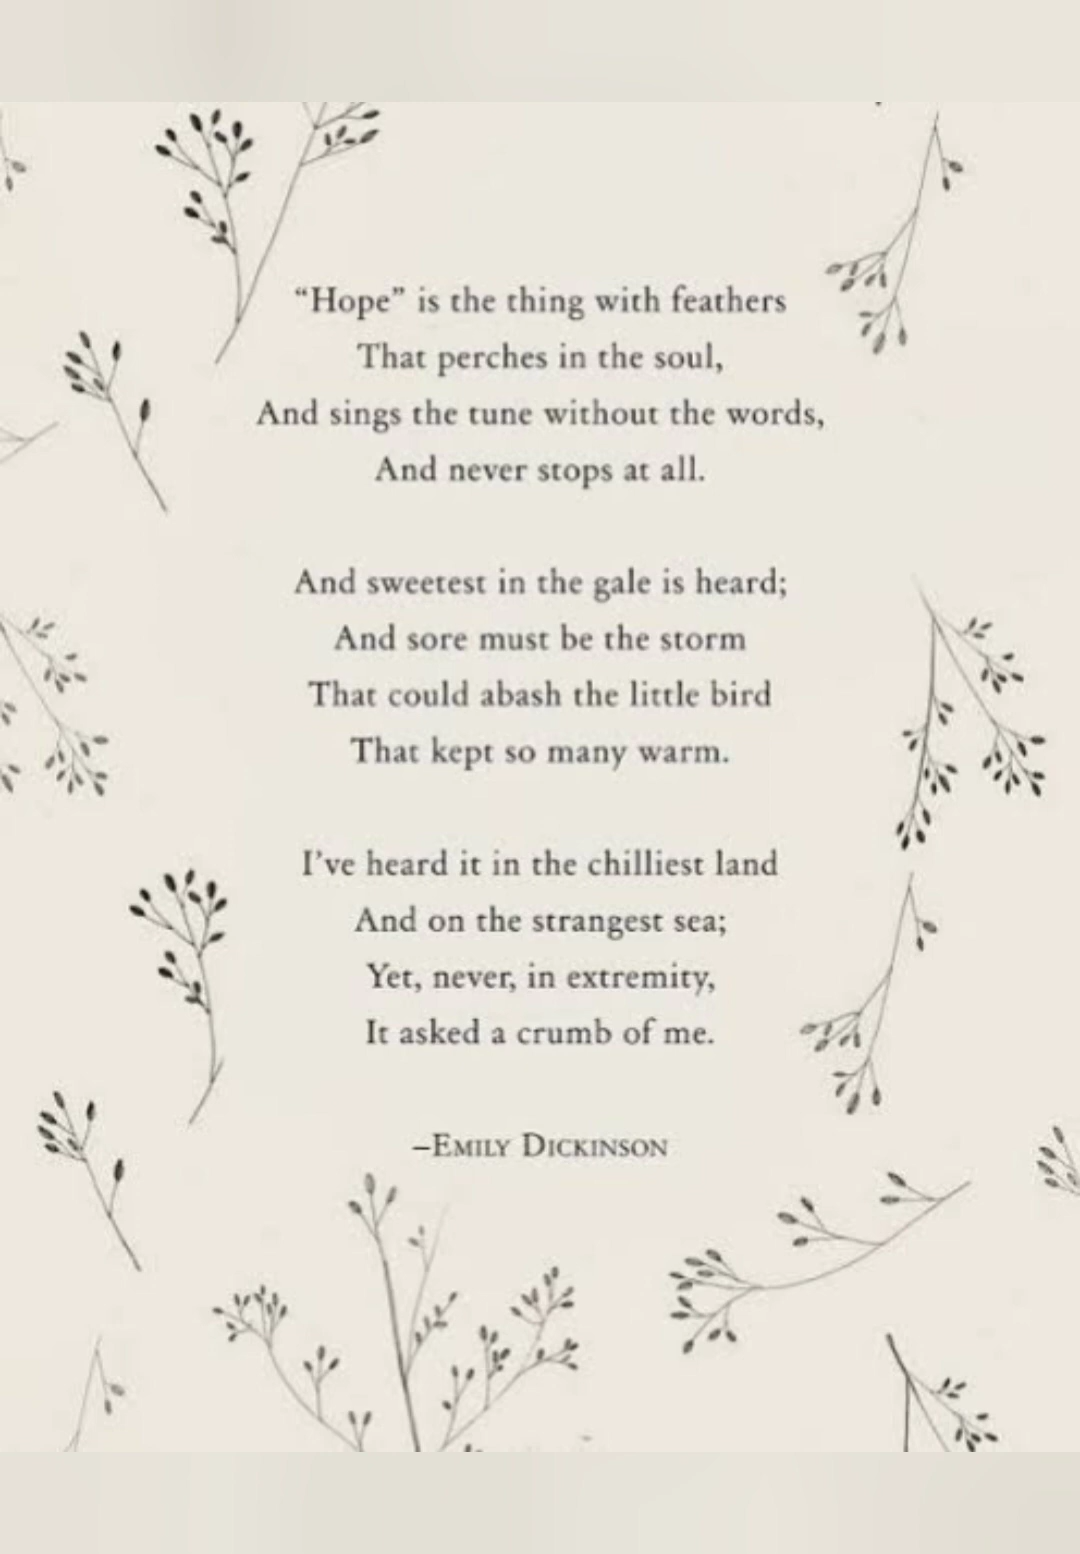 “Hope” is the thing with feathers
That perches in the soul,
And sings the tune without the words,
And never stops at all.
And sweetest in the gale is heard;
And sore must be the storm
That could abash the little bird
That kept so many warm.
I’ve heard it in the chilliest land
And on the strangest sea;
Yet, never, in extremity,
It asked a crumb of me.
–EMILY DICKINSON